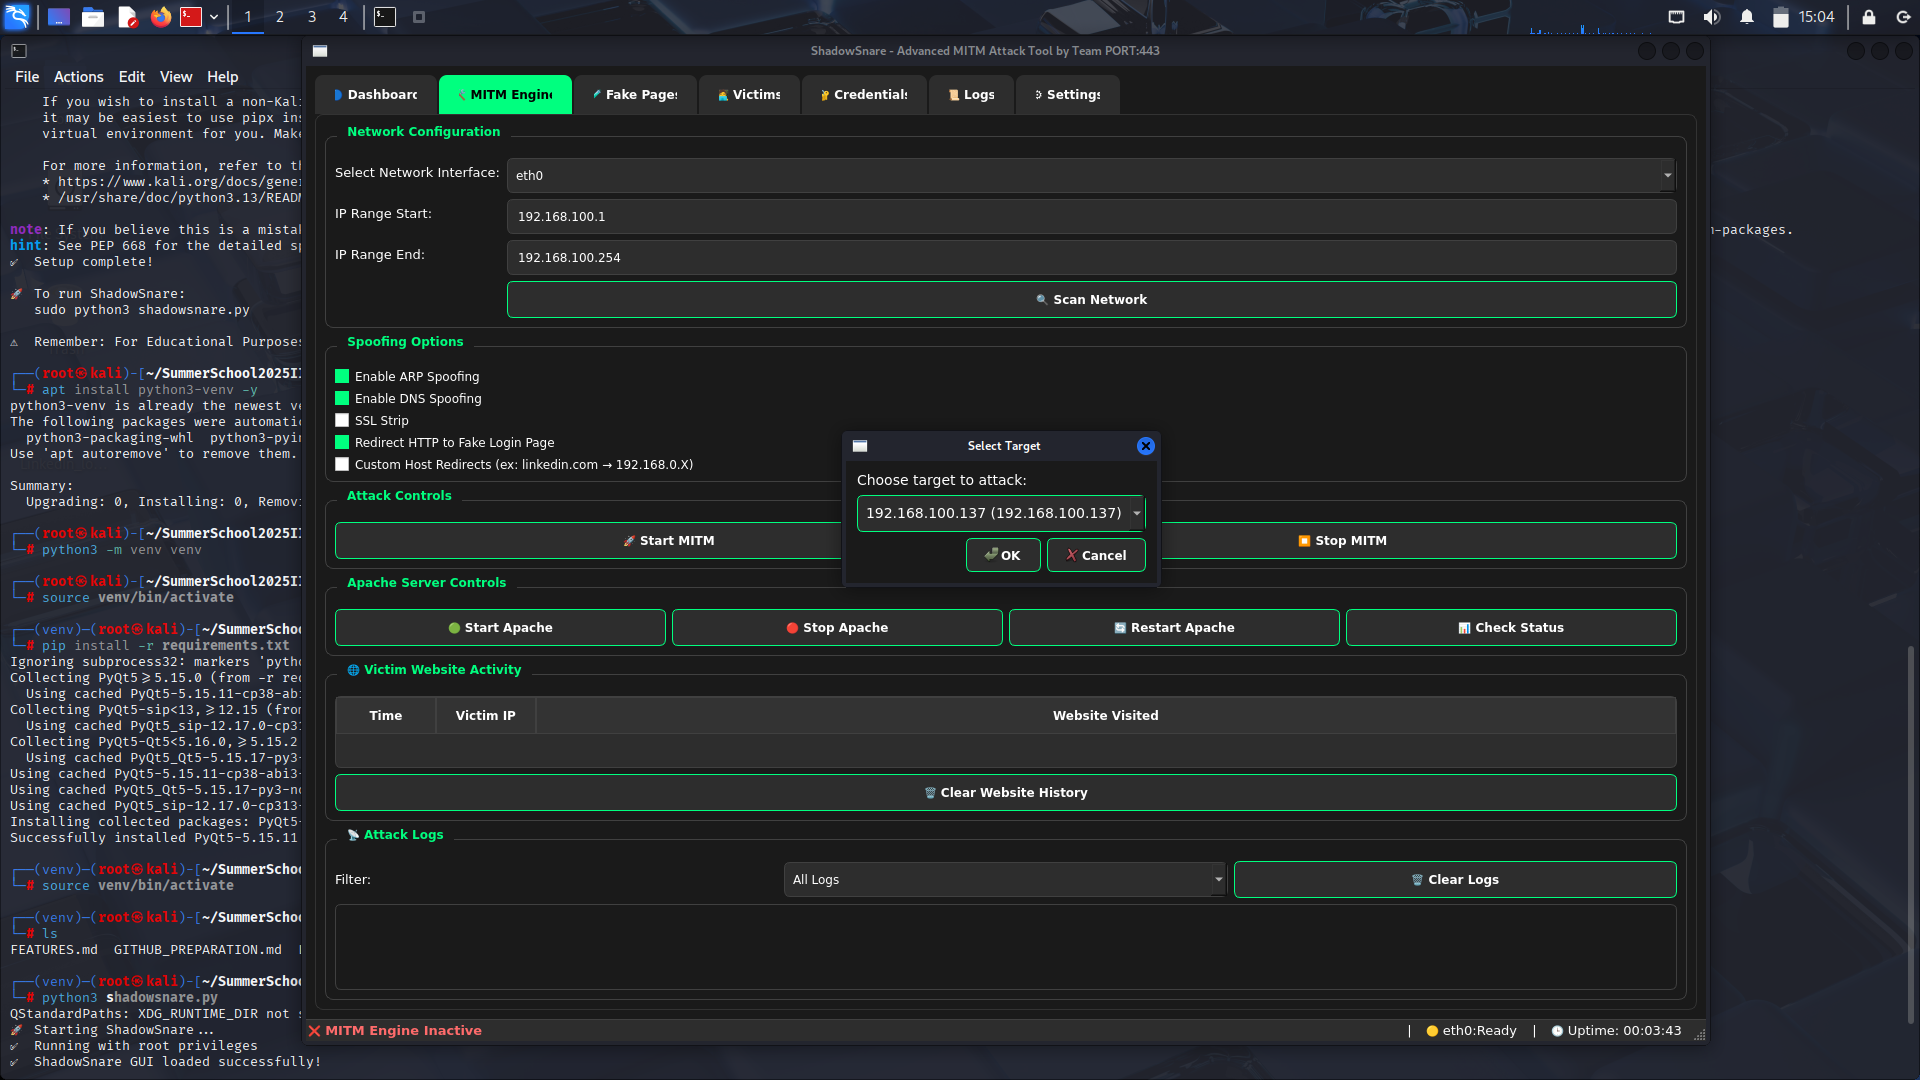 1 2 3 4
15:04
File Actions Edit View Help
If you wish to install a non-Kali
it may be easiest to use pipx ins
virtual environment for you. Make
For more information, refer to th
* https://www.kali.org/docs/gener
* /usr/share/doc/python3.13/READM
note: If you believe this is a mistak
n-packages.
hint: See PEP 668 for the detailed sp
✔ Setup complete!
🚀 To run ShadowSnare:
sudo python3 shadowsnare.py
⚠ Remember: For Educational Purposes
┌──(root㉿kali)-[~/SummerSchool2025II
└─# apt install python3-venv -y
python3-venv is already the newest ve
The following packages were automatic
python3-packaging-whl python3-pyin
Use 'apt autoremove' to remove them.
Summary:
Upgrading: 0, Installing: 0, Removi
┌──(root㉿kali)-[~/SummerSchool2025II
└─# python3 -m venv venv
┌──(root㉿kali)-[~/SummerSchool2025II
└─# source venv/bin/activate
┌──(venv)─(root㉿kali)-[~/SummerScho
└─# pip install -r requirements.txt
Ignoring subprocess32: markers 'pytho
Collecting PyQt5≥5.15.0 (from -r req
Using cached PyQt5-5.15.11-cp38-abi
Collecting PyQt5-sip<13,≥12.15 (from
Using cached PyQt5_sip-12.17.0-cp31
Collecting PyQt5-Qt5<5.16.0,≥5.15.2
Using cached PyQt5_Qt5-5.15.17-py3-
Using cached PyQt5-5.15.11-cp38-abi3-
Using cached PyQt5_Qt5-5.15.17-py3-no
Using cached PyQt5_sip-12.17.0-cp313-
Installing collected packages: PyQt5-
Successfully installed PyQt5-5.15.11
┌──(venv)─(root㉿kali)-[~/SummerScho
└─# source venv/bin/activate
┌──(venv)─(root㉿kali)-[~/SummerScho
└─# ls
FEATURES.md GITHUB_PREPARATION.md
┌──(venv)─(root㉿kali)-[~/SummerScho
└─# python3 shadowsnare.py
QStandardPaths: XDG_RUNTIME_DIR not s
🚀 Starting ShadowSnare...
✔ Running with root privileges
✔ ShadowSnare GUI loaded successfully!
ShadowSnare - Advanced MITM Attack Tool by Team PORT:443
Dashboard MITM Engine Fake Pages Victims Credentials Logs Settings
Network Configuration
Select Network Interface: eth0
IP Range Start: 192.168.100.1
IP Range End: 192.168.100.254
🔍 Scan Network
Spoofing Options
Enable ARP Spoofing
Enable DNS Spoofing
SSL Strip
Redirect HTTP to Fake Login Page
Custom Host Redirects (ex: linkedin.com → 192.168.0.X)
Select Target
Choose target to attack:
192.168.100.137 (192.168.100.137)
OK Cancel
Attack Controls
🚀 Start MITM Stop MITM
Apache Server Controls
🟢 Start Apache 🔴 Stop Apache 🔄 Restart Apache 📊 Check Status
🌐 Victim Website Activity
Time Victim IP Website Visited
🗑️ Clear Website History
📡 Attack Logs
Filter: All Logs 🗑️ Clear Logs
❌ MITM Engine Inactive | 🟡 eth0:Ready | 🕒 Uptime: 00:03:43